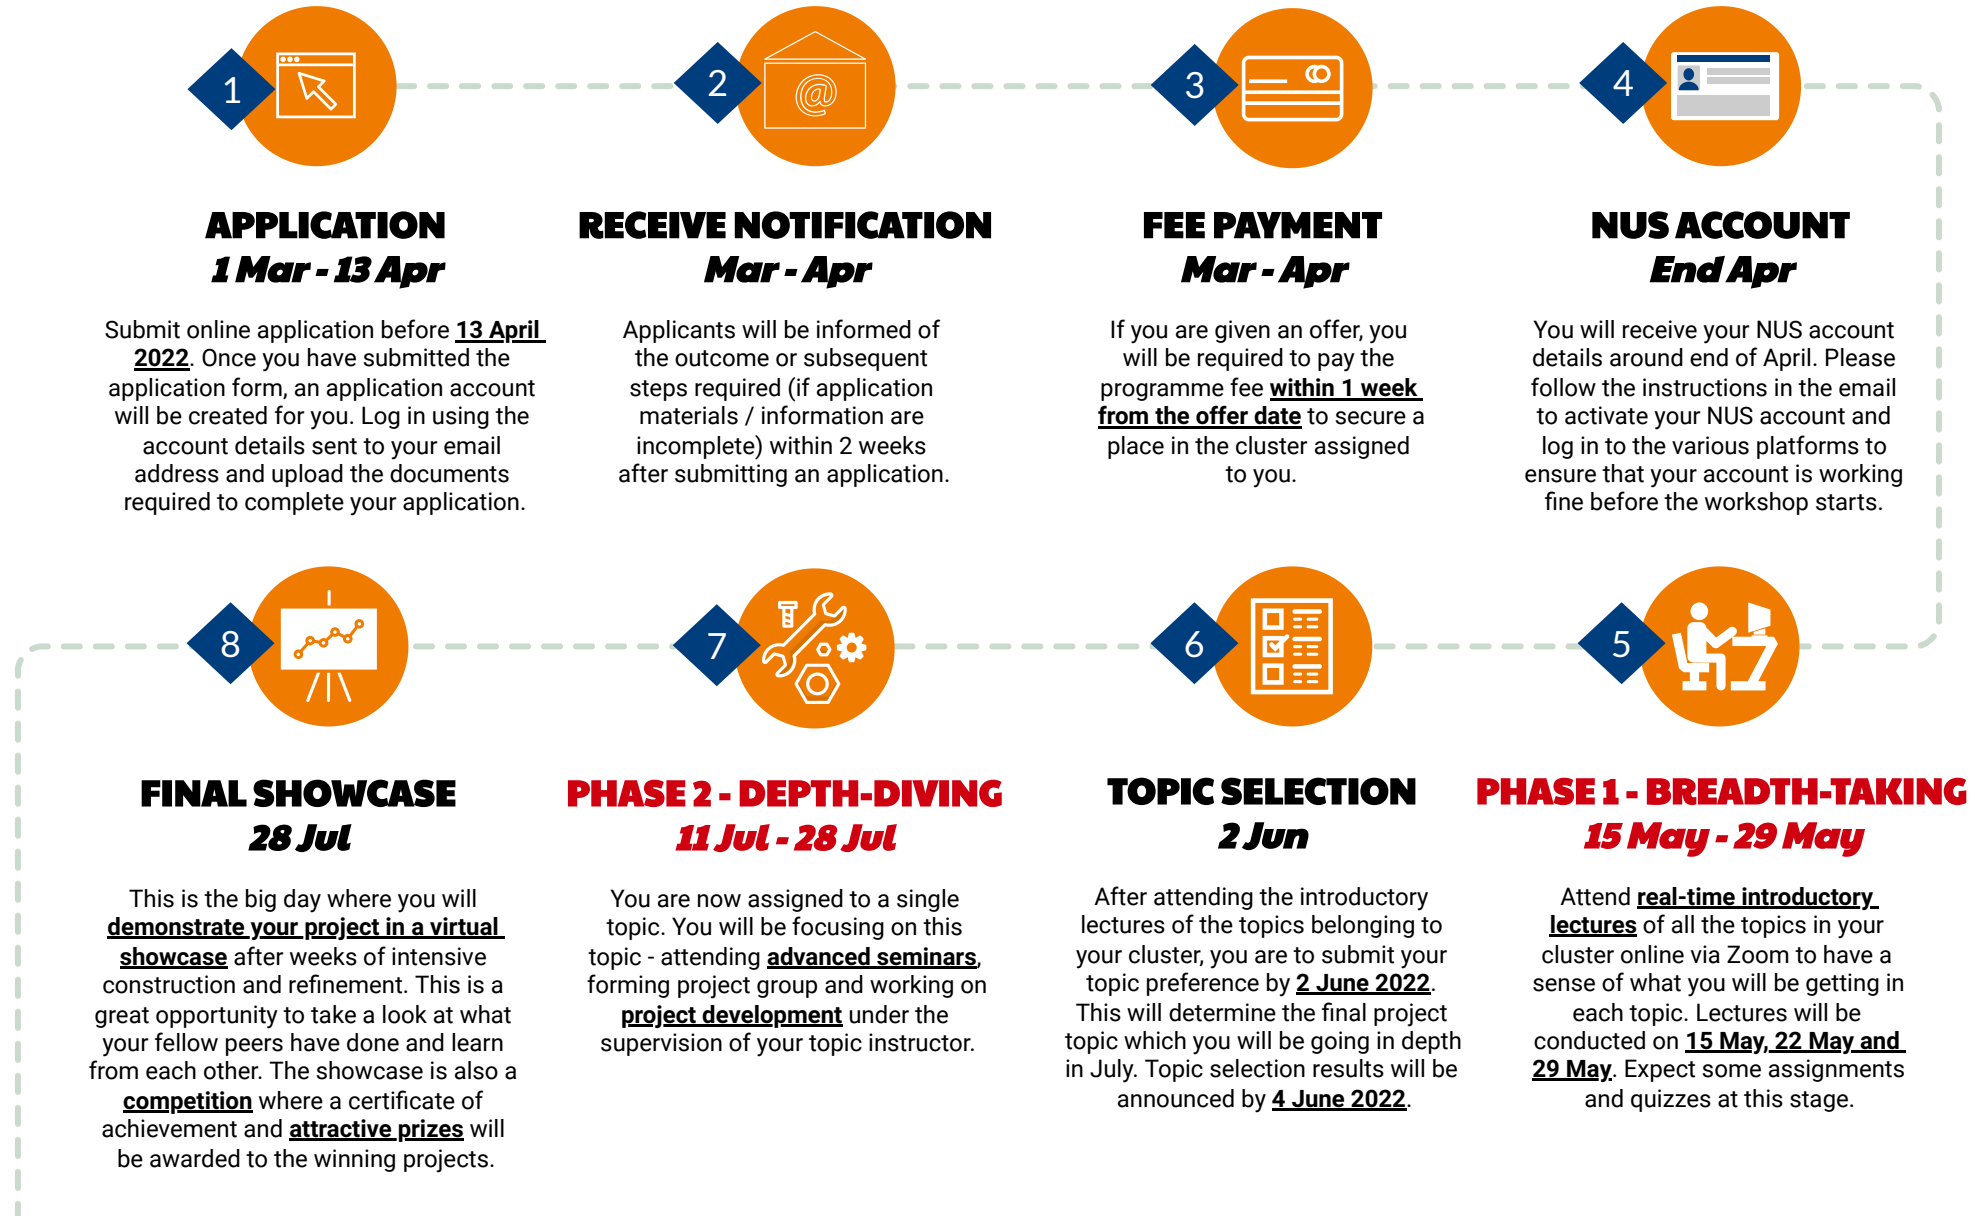 1
APPLICATION
1 Mar - 13 Apr
Submit online application before 13 April
2022. Once you have submitted the
application form, an application account
will be created for you. Log in using the
account details sent to your email
address and upload the documents
required to complete your application.
2
@
RECEIVE NOTIFICATION
Mar - Apr
Applicants will be informed of
the outcome or subsequent
steps required (if application
materials / information are
incomplete) within 2 weeks
after submitting an application.
3
FEE PAYMENT
Mar - Apr
If you are given an offer, you
will be required to pay the
programme fee within 1 week
from the offer date to secure a
place in the cluster assigned
to you.
4
NUS ACCOUNT
End Apr
You will receive your NUS account
details around end of April. Please
follow the instructions in the email
to activate your NUS account and
log in to the various platforms to
ensure that your account is working
fine before the workshop starts.
5
PHASE 1 - BREADTH-TAKING
15 May - 29 May
Attend real-time introductory
lectures of all the topics in your
cluster online via Zoom to have a
sense of what you will be getting in
each topic. Lectures will be
conducted on 15 May, 22 May and
29 May. Expect some assignments
and quizzes at this stage.
6
TOPIC SELECTION
2 Jun
After attending the introductory
lectures of the topics belonging to
your cluster, you are to submit your
topic preference by 2 June 2022.
This will determine the final project
topic which you will be going in depth
in July. Topic selection results will be
announced by 4 June 2022.
7
PHASE 2 - DEPTH-DIVING
11 Jul - 28 Jul
You are now assigned to a single
topic. You will be focusing on this
topic - attending advanced seminars,
forming project group and working on
project development under the
supervision of your topic instructor.
8
FINAL SHOWCASE
28 Jul
This is the big day where you will
demonstrate your project in a virtual
showcase after weeks of intensive
construction and refinement. This is a
great opportunity to take a look at what
your fellow peers have done and learn
from each other. The showcase is also a
competition where a certificate of
achievement and attractive prizes will
be awarded to the winning projects.